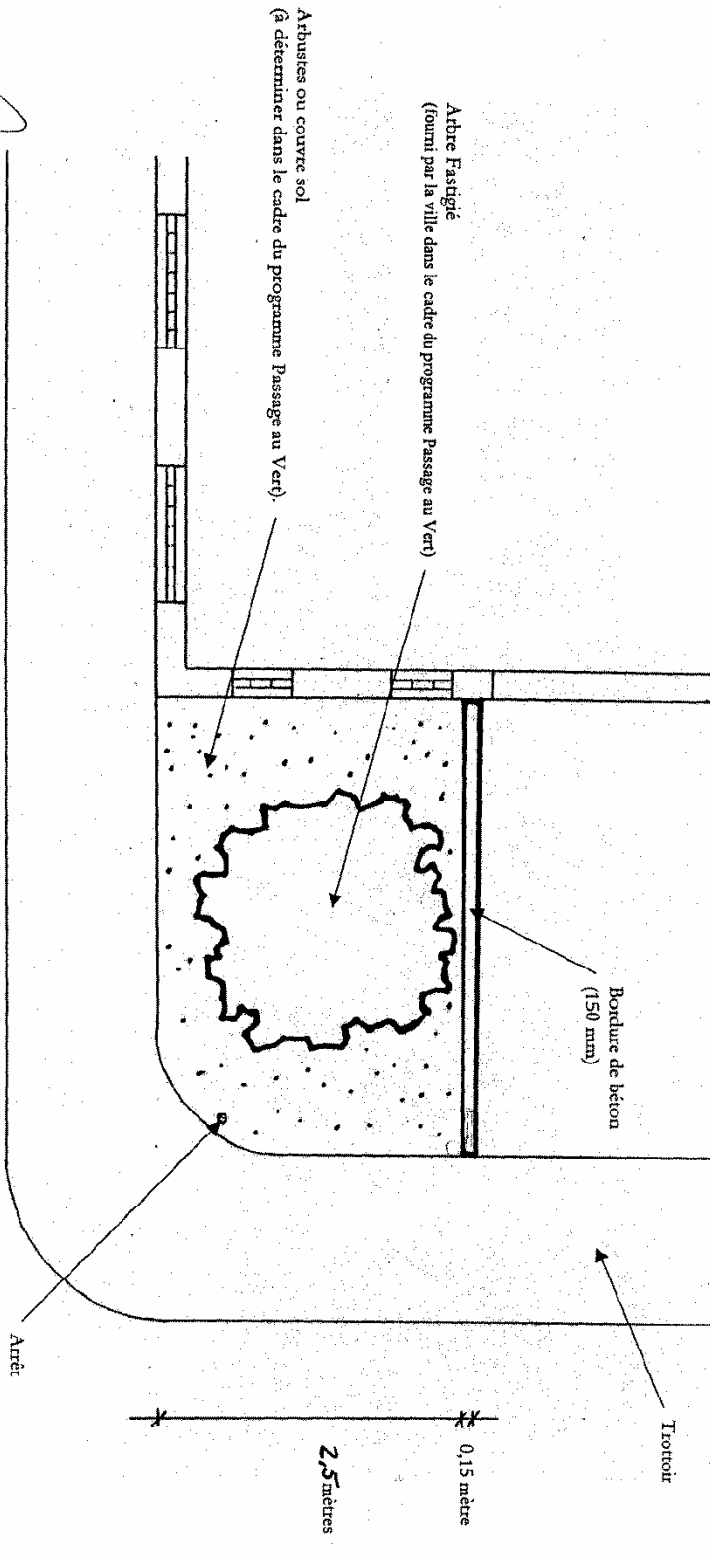 Trottoir
Bordure de béton
(150 mm)
Arbre Fastigié
(fourni par la ville dans le cadre du programme Passage au Vert)
Arbustes ou couvre sol
(à déterminer dans le cadre du programme Passage au Vert).
0,15 mètre
2,5 mètres
Arrêt